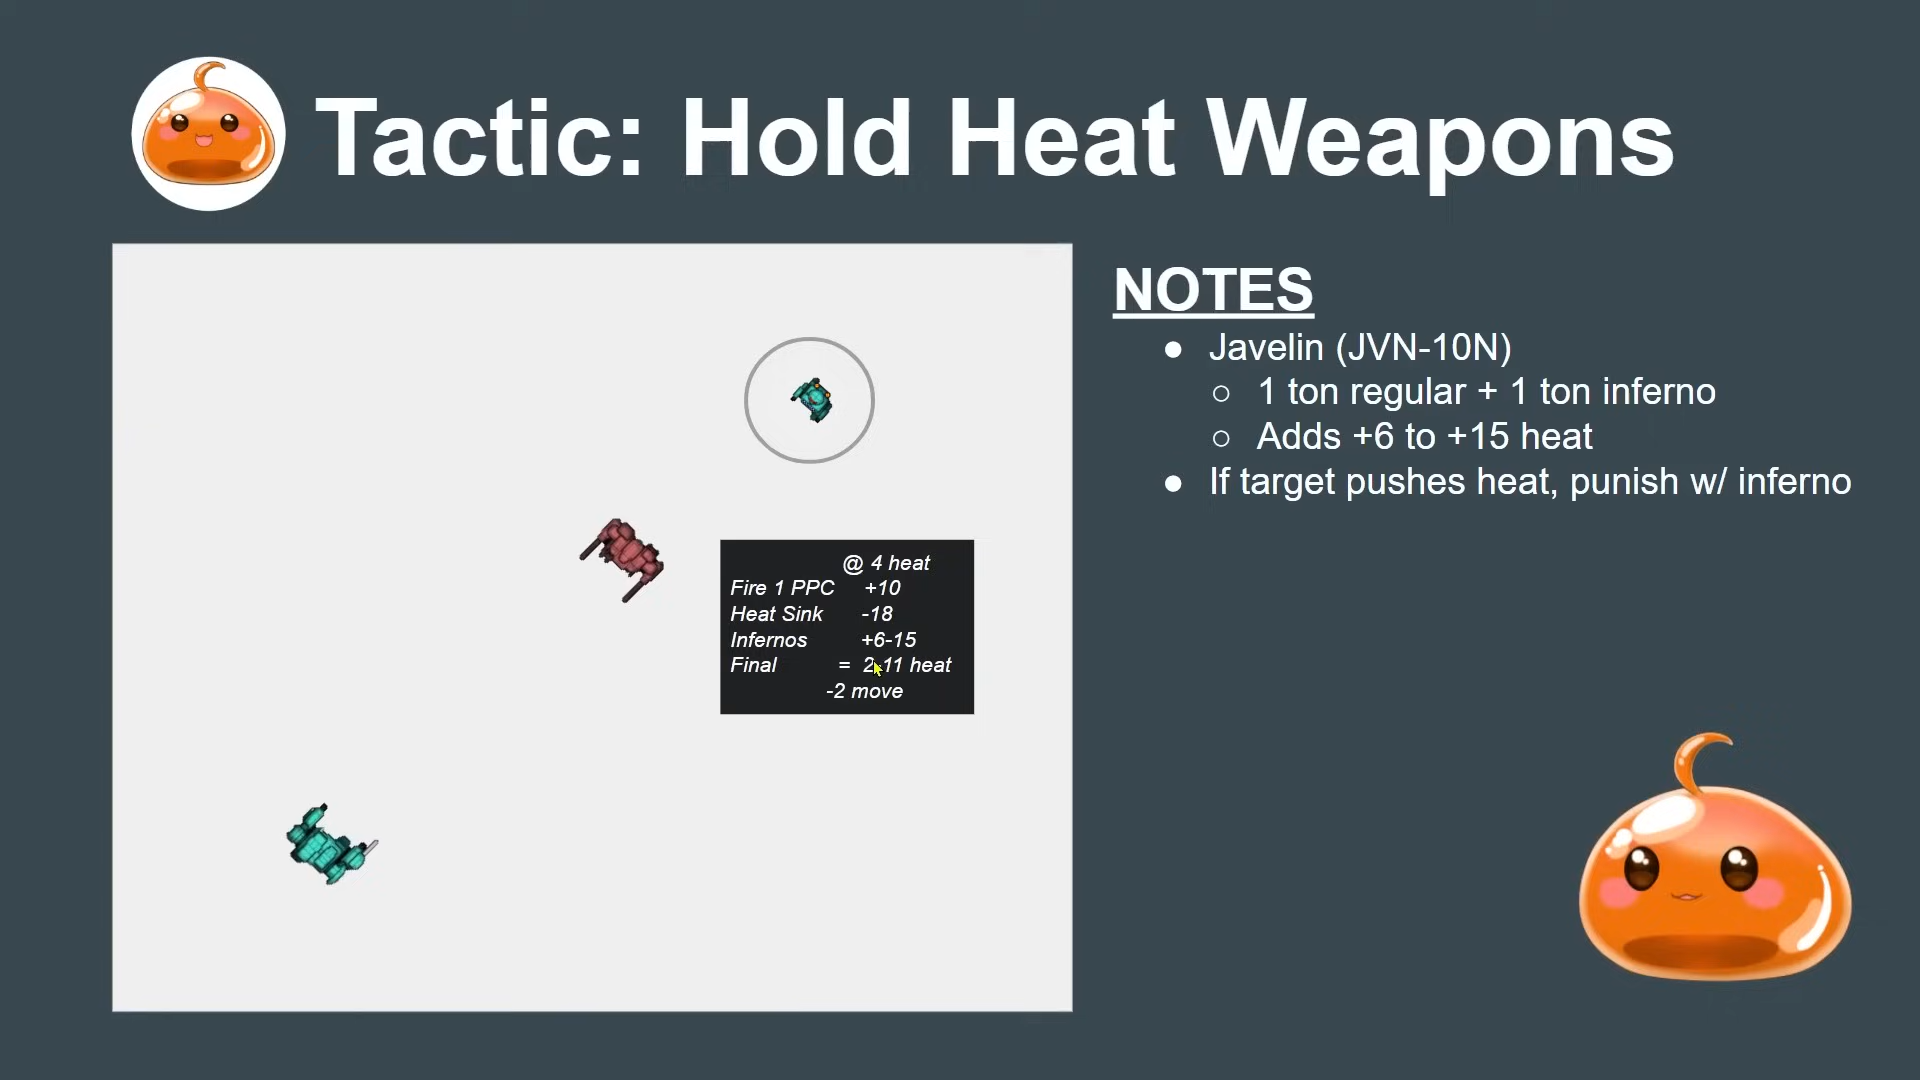 Tactic: Hold Heat Weapons
NOTES
● Javelin (JVN-10N)
○ 1 ton regular + 1 ton inferno
○ Adds +6 to +15 heat
● If target pushes heat, punish w/ inferno
@ 4 heat
Fire 1 PPC +10
Heat Sink -18
Infernos +6-15
Final = 2-11 heat
-2 move